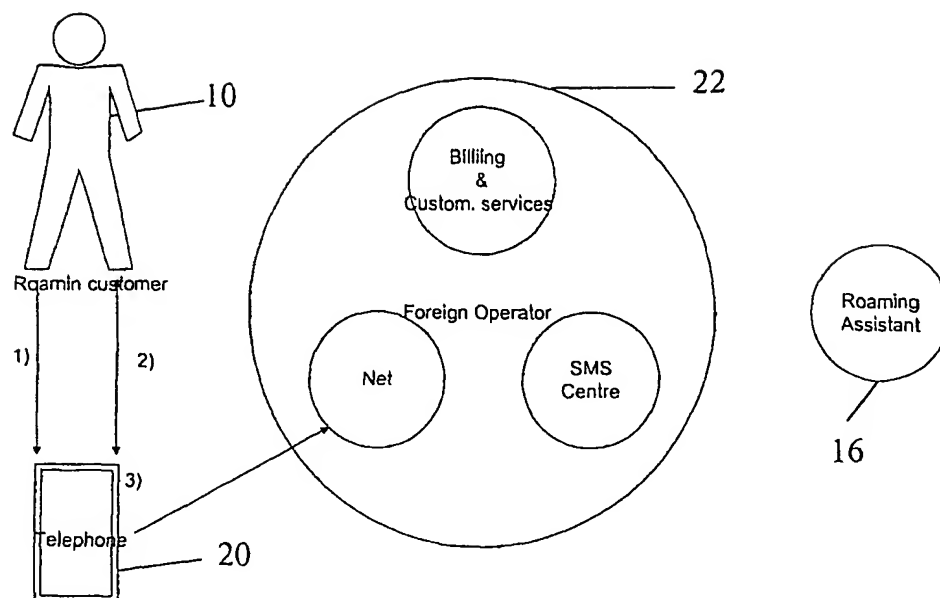 10
22
Billiing
&
Custom. services
Roamin customer
Foreign Operator
Roaming
Assistant
1)
2)
Net
SMS
Centre
16
3)
Telephone
20